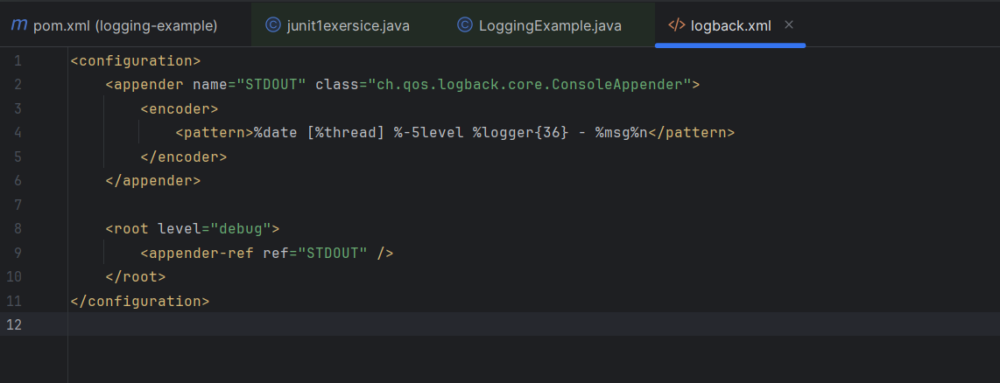 m pom.xml (logging-example) © junit1exersice.java © LoggingExample.java </> logback.xml ×
1 <configuration>
2 <appender name="STDOUT" class="ch.qos.logback.core.ConsoleAppender">
3 <encoder>
4 <pattern>%date [%thread] %-5level %logger{36} - %msg%n</pattern>
5 </encoder>
6 </appender>
7
8 <root level="debug">
9 <appender-ref ref="STDOUT" />
10 </root>
11 </configuration>
12